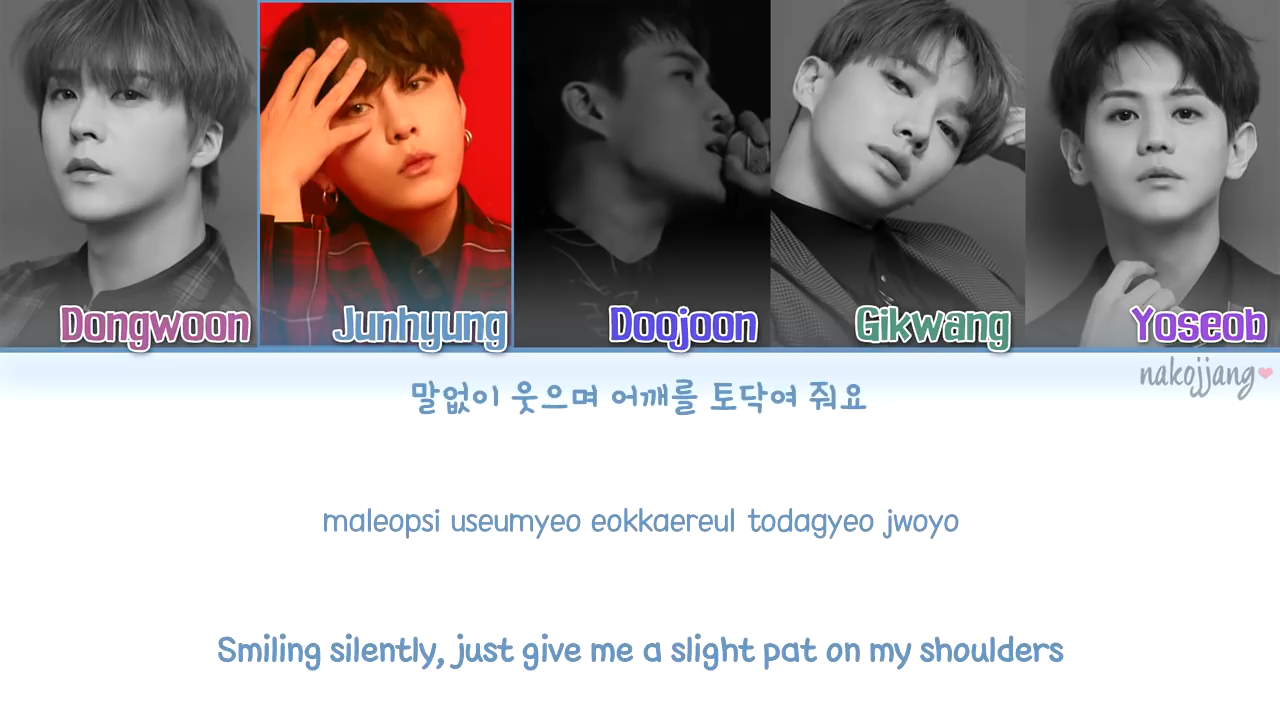 Dongwoon
Junhyung
Doojoon
Gikwang
Yoseob
nakojjang
말없이 웃으며 어깨를 토닥여 줘요
maleopsi useumyeo eokkaereul todagyeo jwoyo
Smiling silently, just give me a slight pat on my shoulders